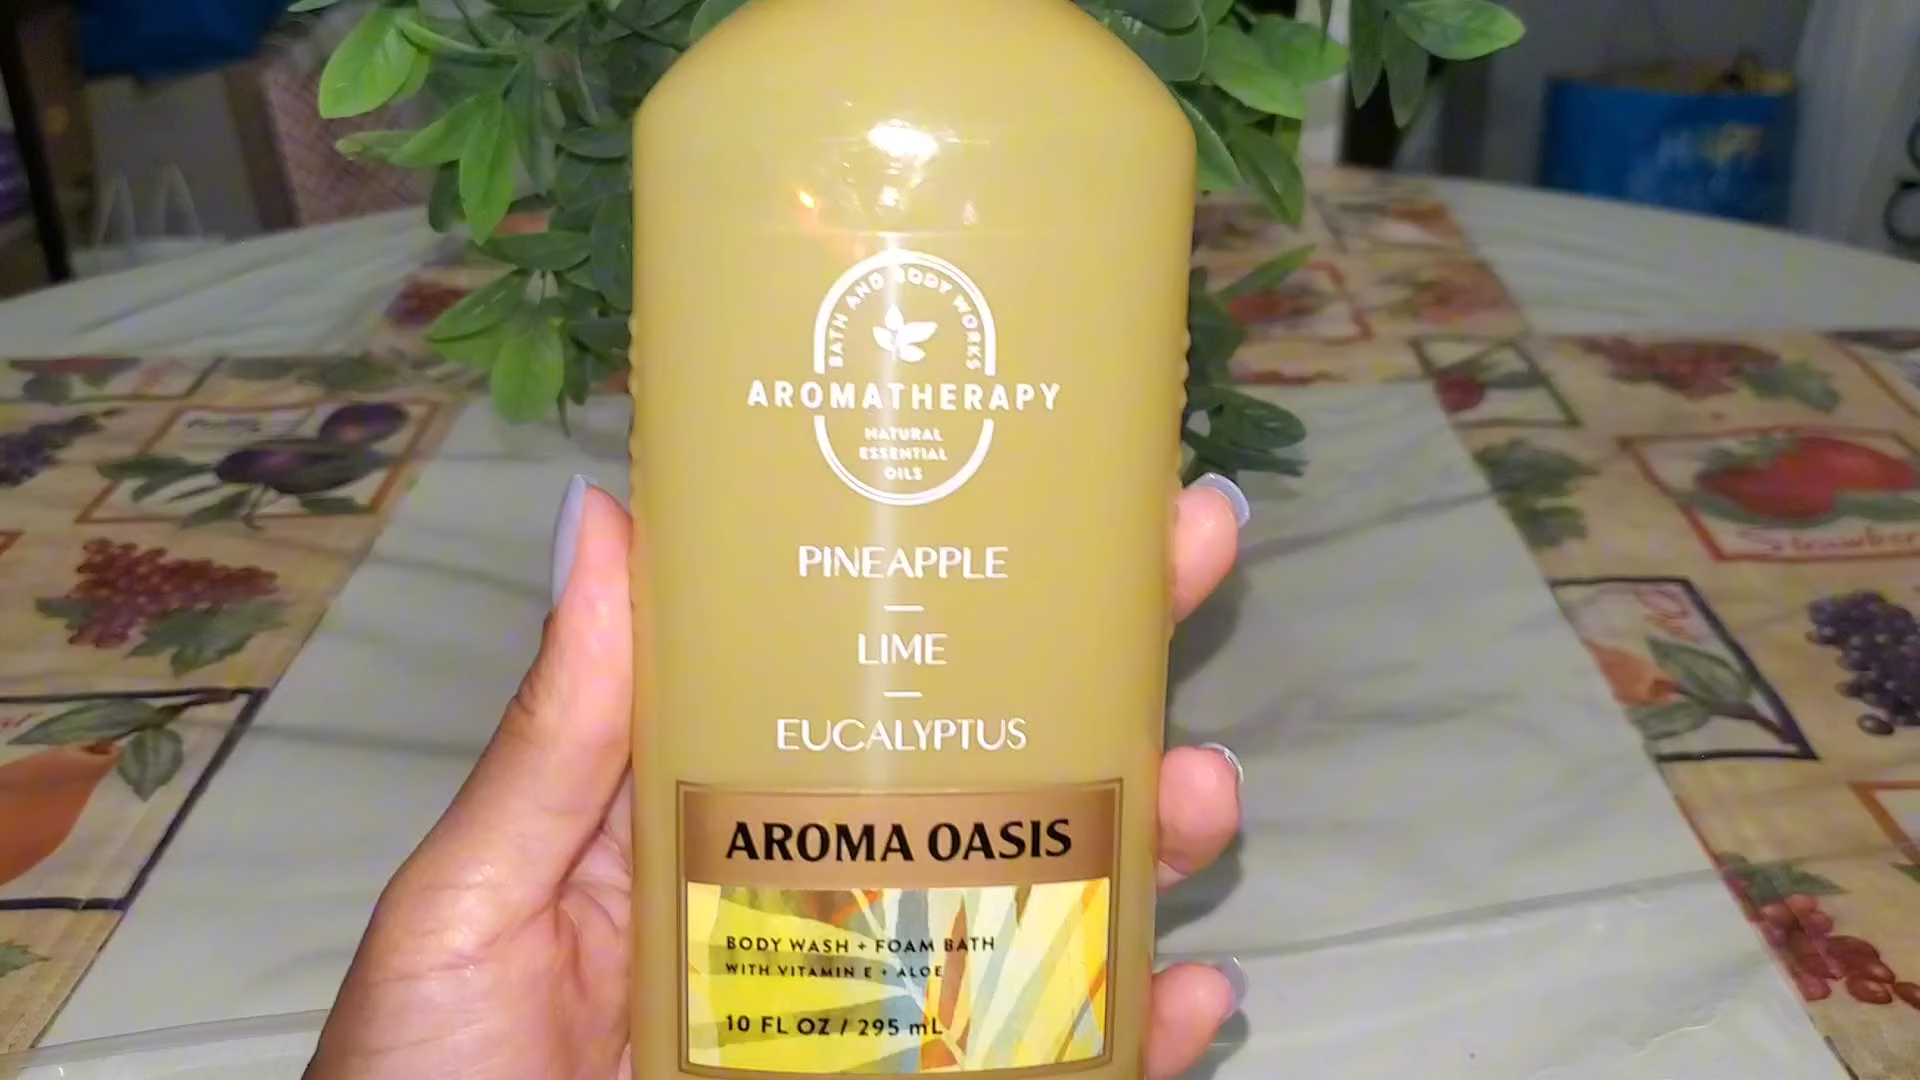 BATH AND BODY WORKS
AROMATHERAPY
NATURAL
ESSENTIAL
OILS
PINEAPPLE
LIME
EUCALYPTUS
AROMA OASIS
BODY WASH + FOAM BATH
WITH VITAMIN E + ALOE
10 FL OZ / 295 mL